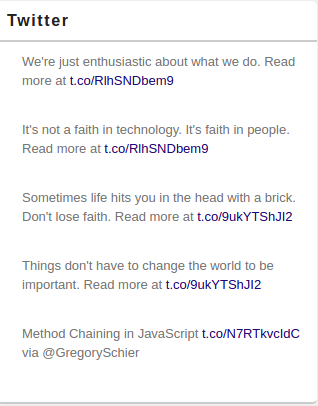 Twitter
We're just enthusiastic about what we do. Read
more at t.co/RlhSNDbem9
It's not a faith in technology. It's faith in people.
Read more at t.co/RlhSNDbem9
Sometimes life hits you in the head with a brick.
Don't lose faith. Read more at t.co/9ukYTShJI2
Things don't have to change the world to be
important. Read more at t.co/9ukYTShJI2
Method Chaining in JavaScript t.co/N7RTkvcIdC
via @GregorySchier